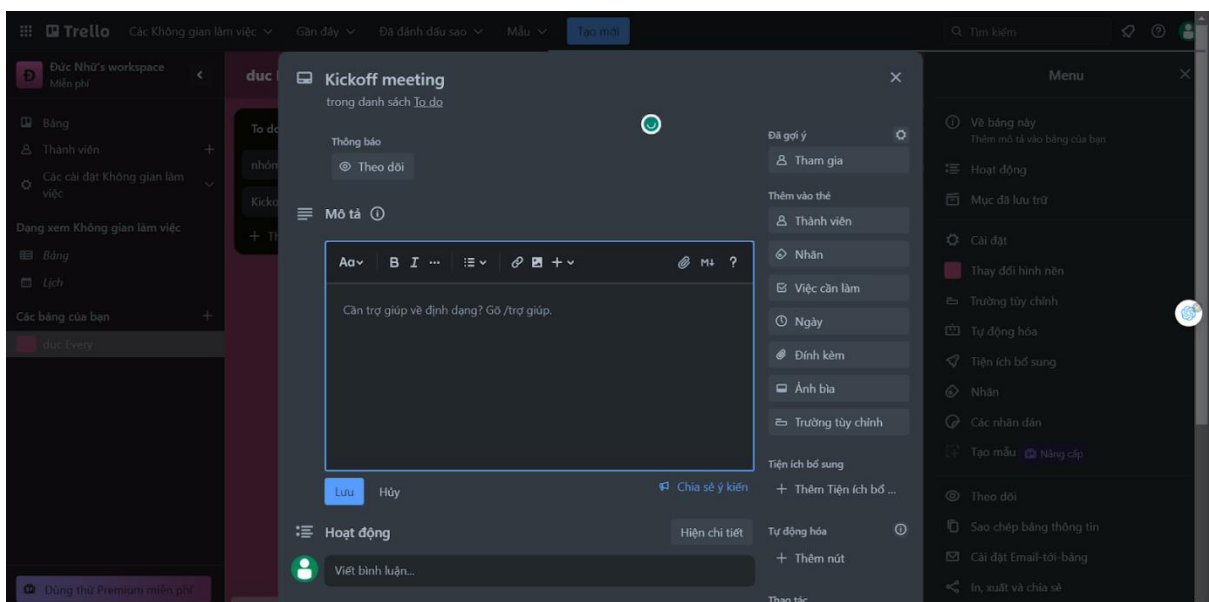 Trello
Các Không gian làm việc
Gần đây
Đã đánh dấu sao
Mẫu
Tạo mới
Tìm kiếm
Đ
Đức Nhữ's workspace
Miễn phí
Bảng
Thành viên
Các cài đặt Không gian làm
việc
Dạng xem Không gian làm việc
Bảng
Lịch
Các bảng của bạn
duc Every
Dùng thử Premium miễn phí
duc
To do
nhóm
Kicko
+ Th
Kickoff meeting
trong danh sách To do
Thông báo
Theo dõi
Mô tả
Aa
B I ...
M↓ ?
Cần trợ giúp về định dạng? Gõ /trợ giúp.
Lưu
Hủy
Chia sẻ ý kiến
Hoạt động
Hiện chi tiết
Viết bình luận...
Đã gợi ý
Tham gia
Thêm vào thẻ
Thành viên
Nhãn
Việc cần làm
Ngày
Đính kèm
Ảnh bìa
Trường tùy chỉnh
Tiện ích bổ sung
+ Thêm Tiện ích bổ ...
Tự động hóa
+ Thêm nút
Thao tác
Menu
Về bảng này
Thêm mô tả vào bảng của bạn
Hoạt động
Mục đã lưu trữ
Cài đặt
Thay đổi hình nền
Trường tùy chỉnh
Tự động hóa
Tiện ích bổ sung
Nhãn
Các nhãn dán
Tạo mẫu
Nâng cấp
Theo dõi
Sao chép bảng thông tin
Cài đặt Email-tới-bảng
In, xuất và chia sẻ